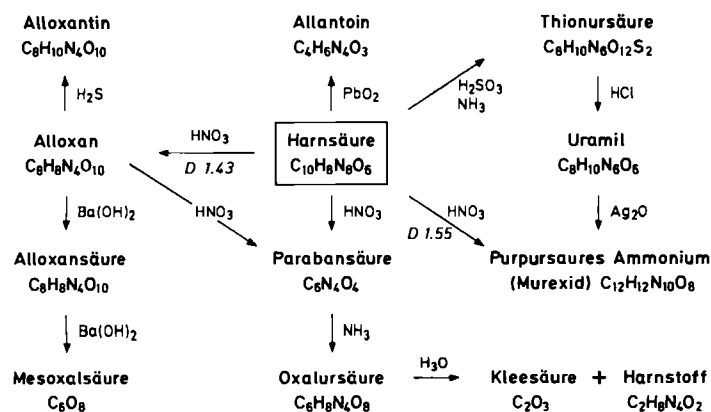 Alloxantin
C8H10N4O10
Allantoin
C4H6N4O3
Thionursäure
C8H10N6O12S2
H2S
PbO2
H2SO3
NH3
HCl
Alloxan
C8H8N4O10
HNO3
D 1.43
Harnsäure
C10H8N8O6
Uramil
C8H10N6O6
Ba(OH)2
HNO3
HNO3
HNO3
D 1.55
Ag2O
Alloxansäure
C8H8N4O10
Parabansäure
C6N4O4
Purpursaures Ammonium
(Murexid) C12H12N10O8
Ba(OH)2
NH3
Mesoxalsäure
C6O8
Oxalursäure
C6H8N4O8
H3O
Kleesäure + Harnstoff
C2O3 C2H8N4O2